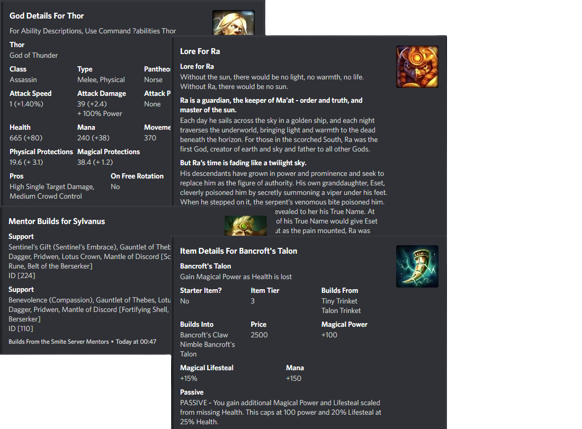 God Details For Thor
For Ability Descriptions, Use Command ?abilities Thor
Thor
God of Thunder
Class Type
Assassin Melee, Physical Norse
Attack Speed Attack Damage
1 (+1.40%) 39 (+2.4) None
+ 100% Power
Health Mana
665 (+80) 240 (+38) 370
Physical Protections Magical Protections
19.6 (+ 3.1) 38.4 (+ 1.2)
Pros On Free Rotation
High Single Target Damage, No
Medium Crowd Control
Lore For Ra
Lore for Ra
Without the sun, there would be no light, no warmth, no life.
Without Ra, there would be no sun.
Ra is a guardian, the keeper of Ma'at - order and truth, and
master of the sun.
Each day he sails across the sky in a golden ship, and each night
traverses the underworld, bringing light and warmth to the dead
beneath the horizon. For those in the scorched South, Ra was the
first God, creator of earth and sky and father to all other Gods.
But Ra's time is fading like a twilight sky.
His descendants have grown in power and prominence and seek to
replace him as the figure of authority. His own granddaughter, Eset,
cleverly poisoned him by secretly summoning a viper under his feet.
When he stepped on it, the serpent's venomous bite poisoned him.
revealed to her his True Name. At
of his True Name would give Eset
ut as the pain mounted, Ra was
Mentor Builds for Sylvanus
Support
Sentinel's Gift (Sentinel's Embrace), Gauntlet of Theb
Dagger, Pridwen, Lotus Crown, Mantle of Discord [Sc
Rune, Belt of the Berserker]
ID [224]
Support
Benevolence (Compassion), Gauntlet of Thebes, Lotu
Dagger, Pridwen, Mantle of Discord [Fortifying Shell,
Berserker]
ID [110]
Builds From the Smite Server Mentors • Today at 00:47
Item Details For Bancroft's Talon
Bancroft's Talon
Gain Magical Power as Health is lost
Starter Item? Item Tier Builds From
No 3 Tiny Trinket
Talon Trinket
Builds Into Price Magical Power
Bancroft's Claw 2500 +100
Nimble Bancroft's
Talon
Magical Lifesteal Mana
+15% +150
Passive
PASSIVE - You gain additional Magical Power and Lifesteal scaled
from missing Health. This caps at 100 power and 20% Lifesteal at
25% Health.